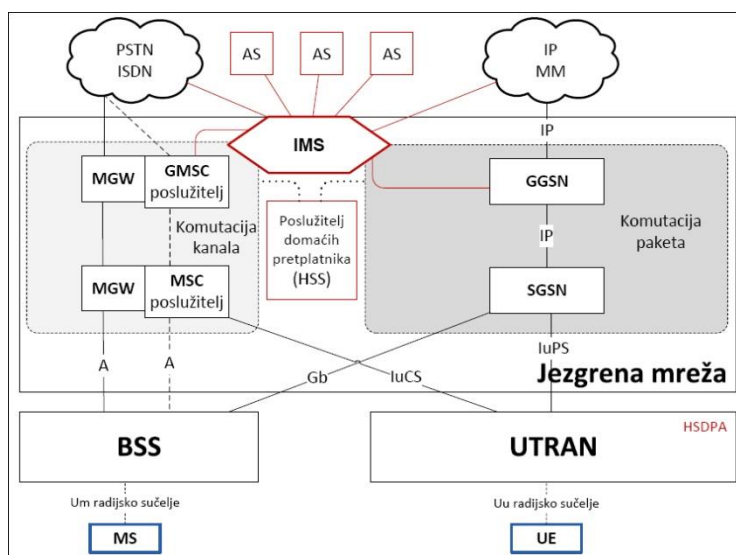 PSTN
ISDN
AS
AS
AS
IP
MM
IMS
IP
MGW
GMSC
poslužitelj
GGSN
Komutacija
kanala
Poslužitelj
domaćih
pretplatnika
(HSS)
IP
Komutacija
paketa
MGW
MSC
poslužitelj
SGSN
A
A
Gb
IuCS
IuPS
Jezgrena mreža
BSS
UTRAN
HSDPA
Um radijsko sučelje
Uu radijsko sučelje
MS
UE